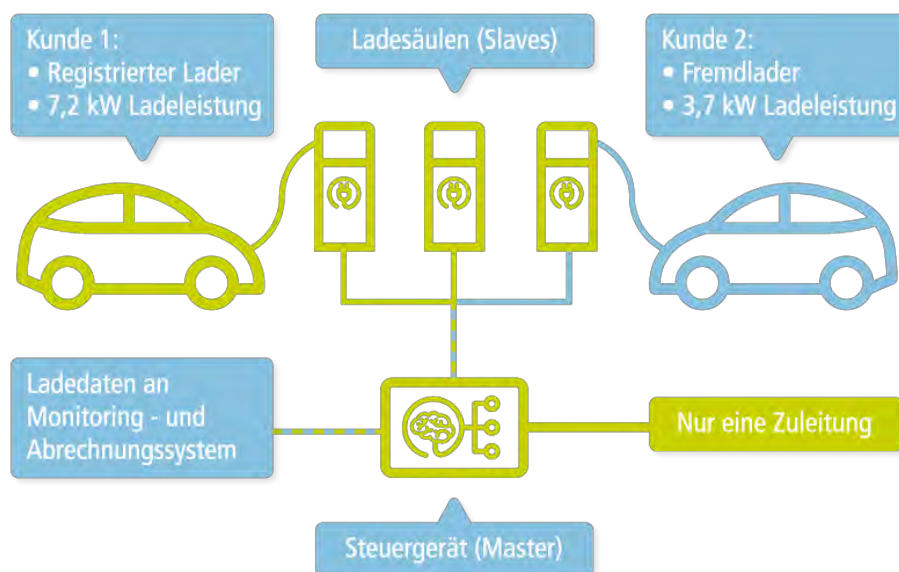 Kunde 1:
• Registrierter Lader
• 7,2 kW Ladeleistung
Ladesäulen (Slaves)
Kunde 2:
• Fremdlader
• 3,7 kW Ladeleistung
Ladedaten an
Monitoring - und
Abrechnungssystem
Nur eine Zuleitung
Steuergerät (Master)